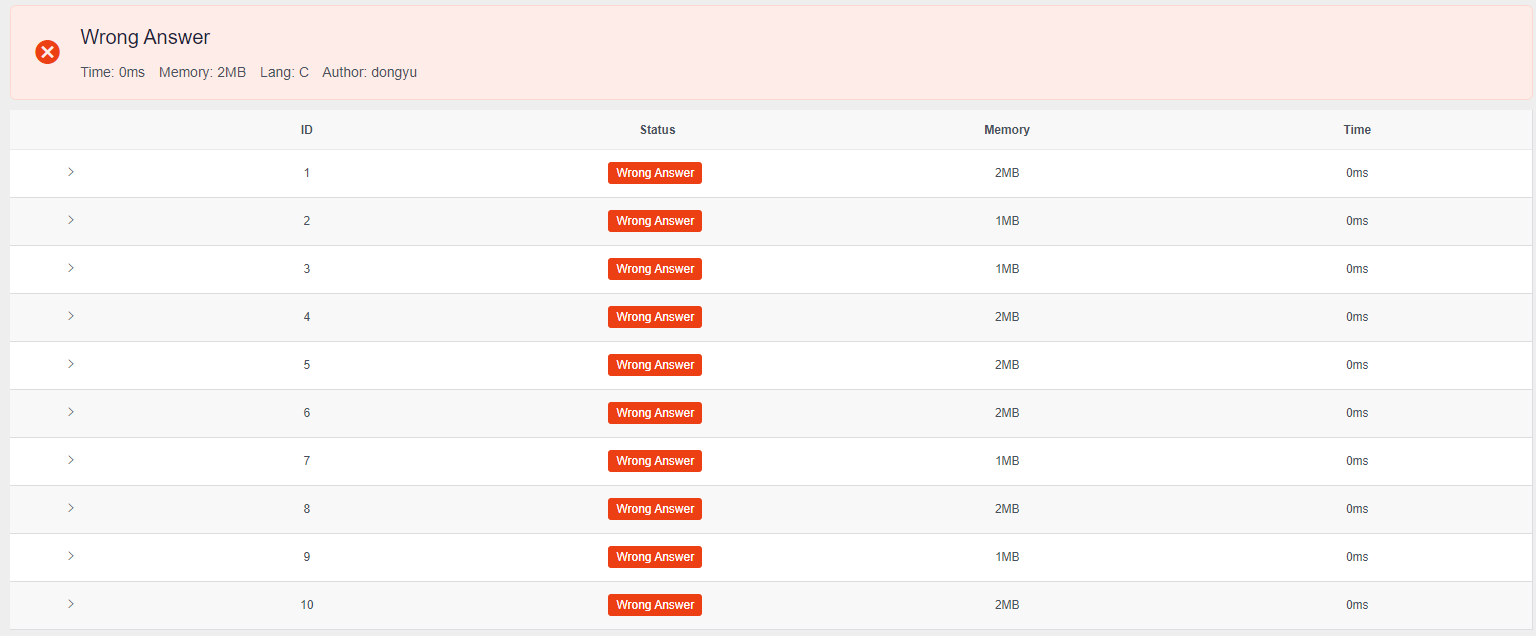 Wrong Answer
Time: 0ms Memory: 2MB Lang: C Author: dongyu
ID Status Memory Time
1 Wrong Answer 2MB 0ms
2 Wrong Answer 1MB 0ms
3 Wrong Answer 1MB 0ms
4 Wrong Answer 2MB 0ms
5 Wrong Answer 2MB 0ms
6 Wrong Answer 2MB 0ms
7 Wrong Answer 1MB 0ms
8 Wrong Answer 2MB 0ms
9 Wrong Answer 1MB 0ms
10 Wrong Answer 2MB 0ms